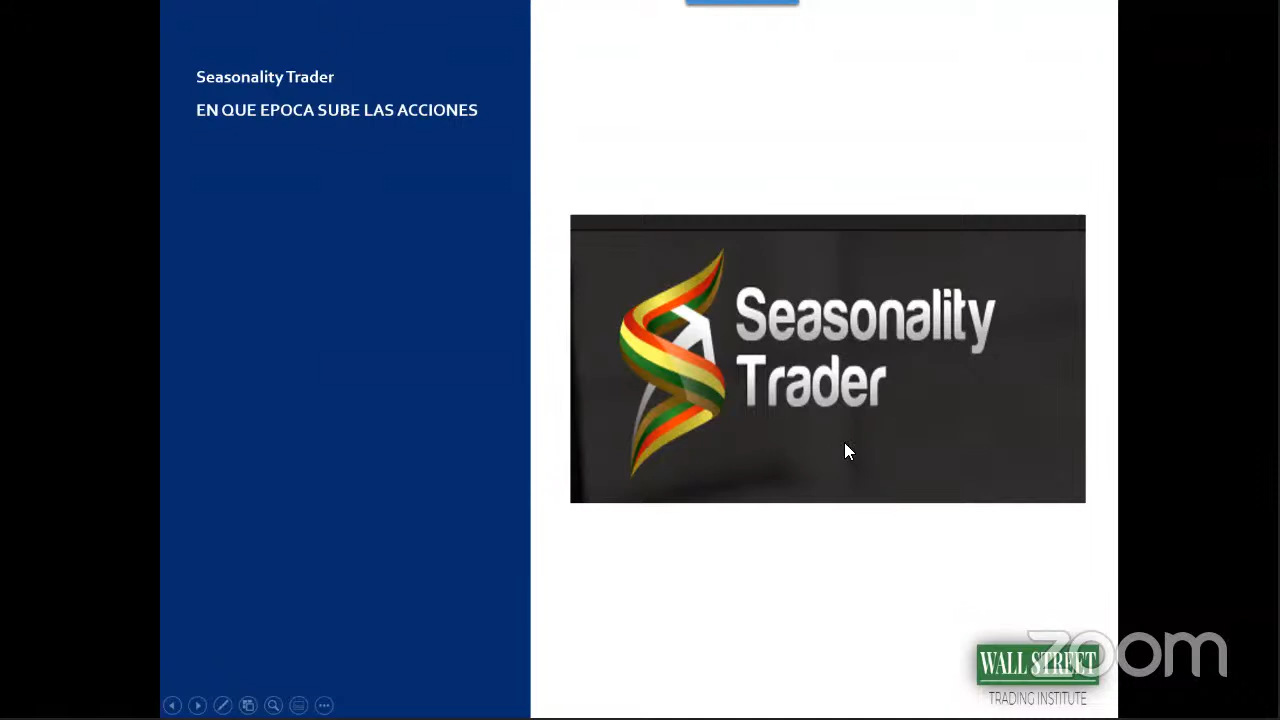 Seasonality Trader
EN QUE EPOCA SUBE LAS ACCIONES
Seasonality
Trader
WALL STREET
TRADING INSTITUTE
zoom